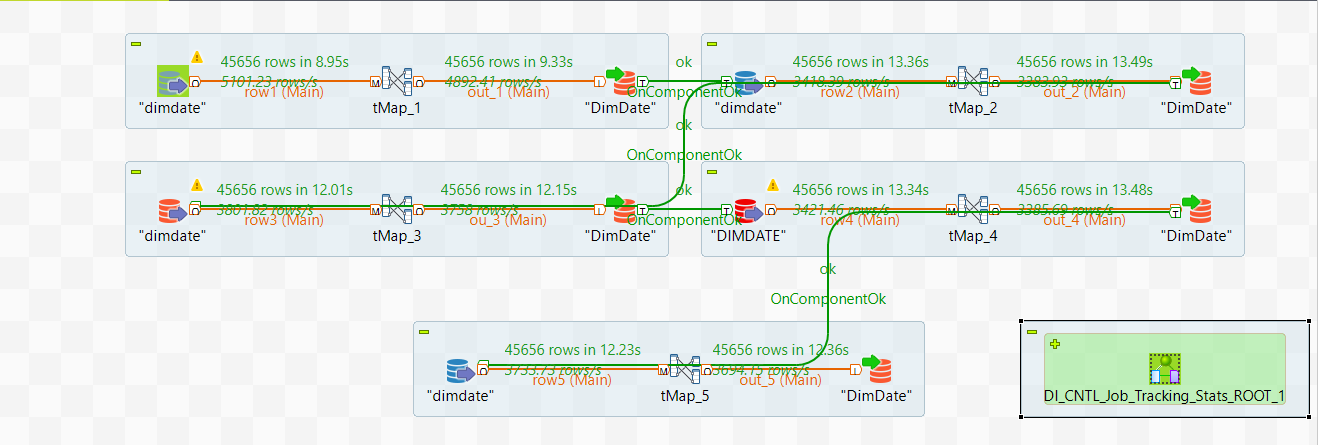 45656 rows in 8.95s
5101.23 rows/s
row1 (Main)
45656 rows in 9.33s
4892.41 rows/s
out_1 (Main)
"dimdate"
tMap_1
"DimDate"
ok
OnComponentOk
45656 rows in 13.36s
3418.39 rows/s
row2 (Main)
45656 rows in 13.49s
3383.93 rows/s
out_2 (Main)
"dimdate"
tMap_2
"DimDate"
ok
OnComponentOk
45656 rows in 12.01s
3801.82 rows/s
row3 (Main)
45656 rows in 12.15s
3758 rows/s
ou_3 (Main)
"dimdate"
tMap_3
"DimDate"
ok
OnComponentOk
45656 rows in 13.34s
3421.46 rows/s
row4 (Main)
45656 rows in 13.48s
3385.69 rows/s
out_4 (Main)
"DIMDATE"
tMap_4
"DimDate"
ok
OnComponentOk
45656 rows in 12.23s
3733.73 rows/s
row5 (Main)
45656 rows in 12.36s
3694.15 rows/s
out_5 (Main)
"dimdate"
tMap_5
"DimDate"
DI_CNTL_Job_Tracking_Stats_ROOT_1